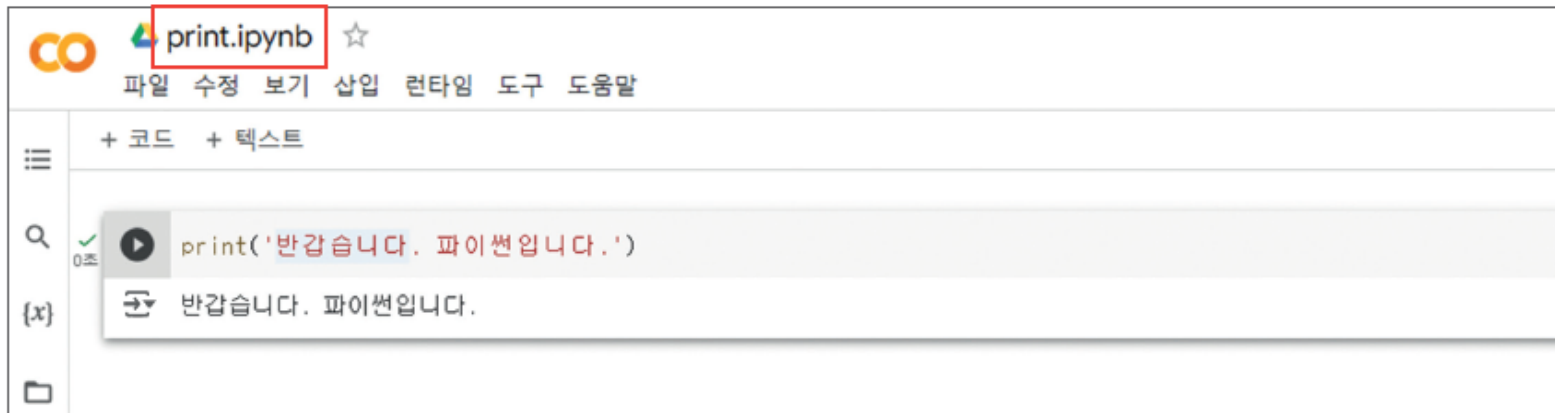 CO print.ipynb
파일 수정 보기 삽입 런타임 도구 도움말
+ 코드 + 텍스트
print('반갑습니다. 파이썬입니다.')
0초
{x} 반갑습니다. 파이썬입니다.